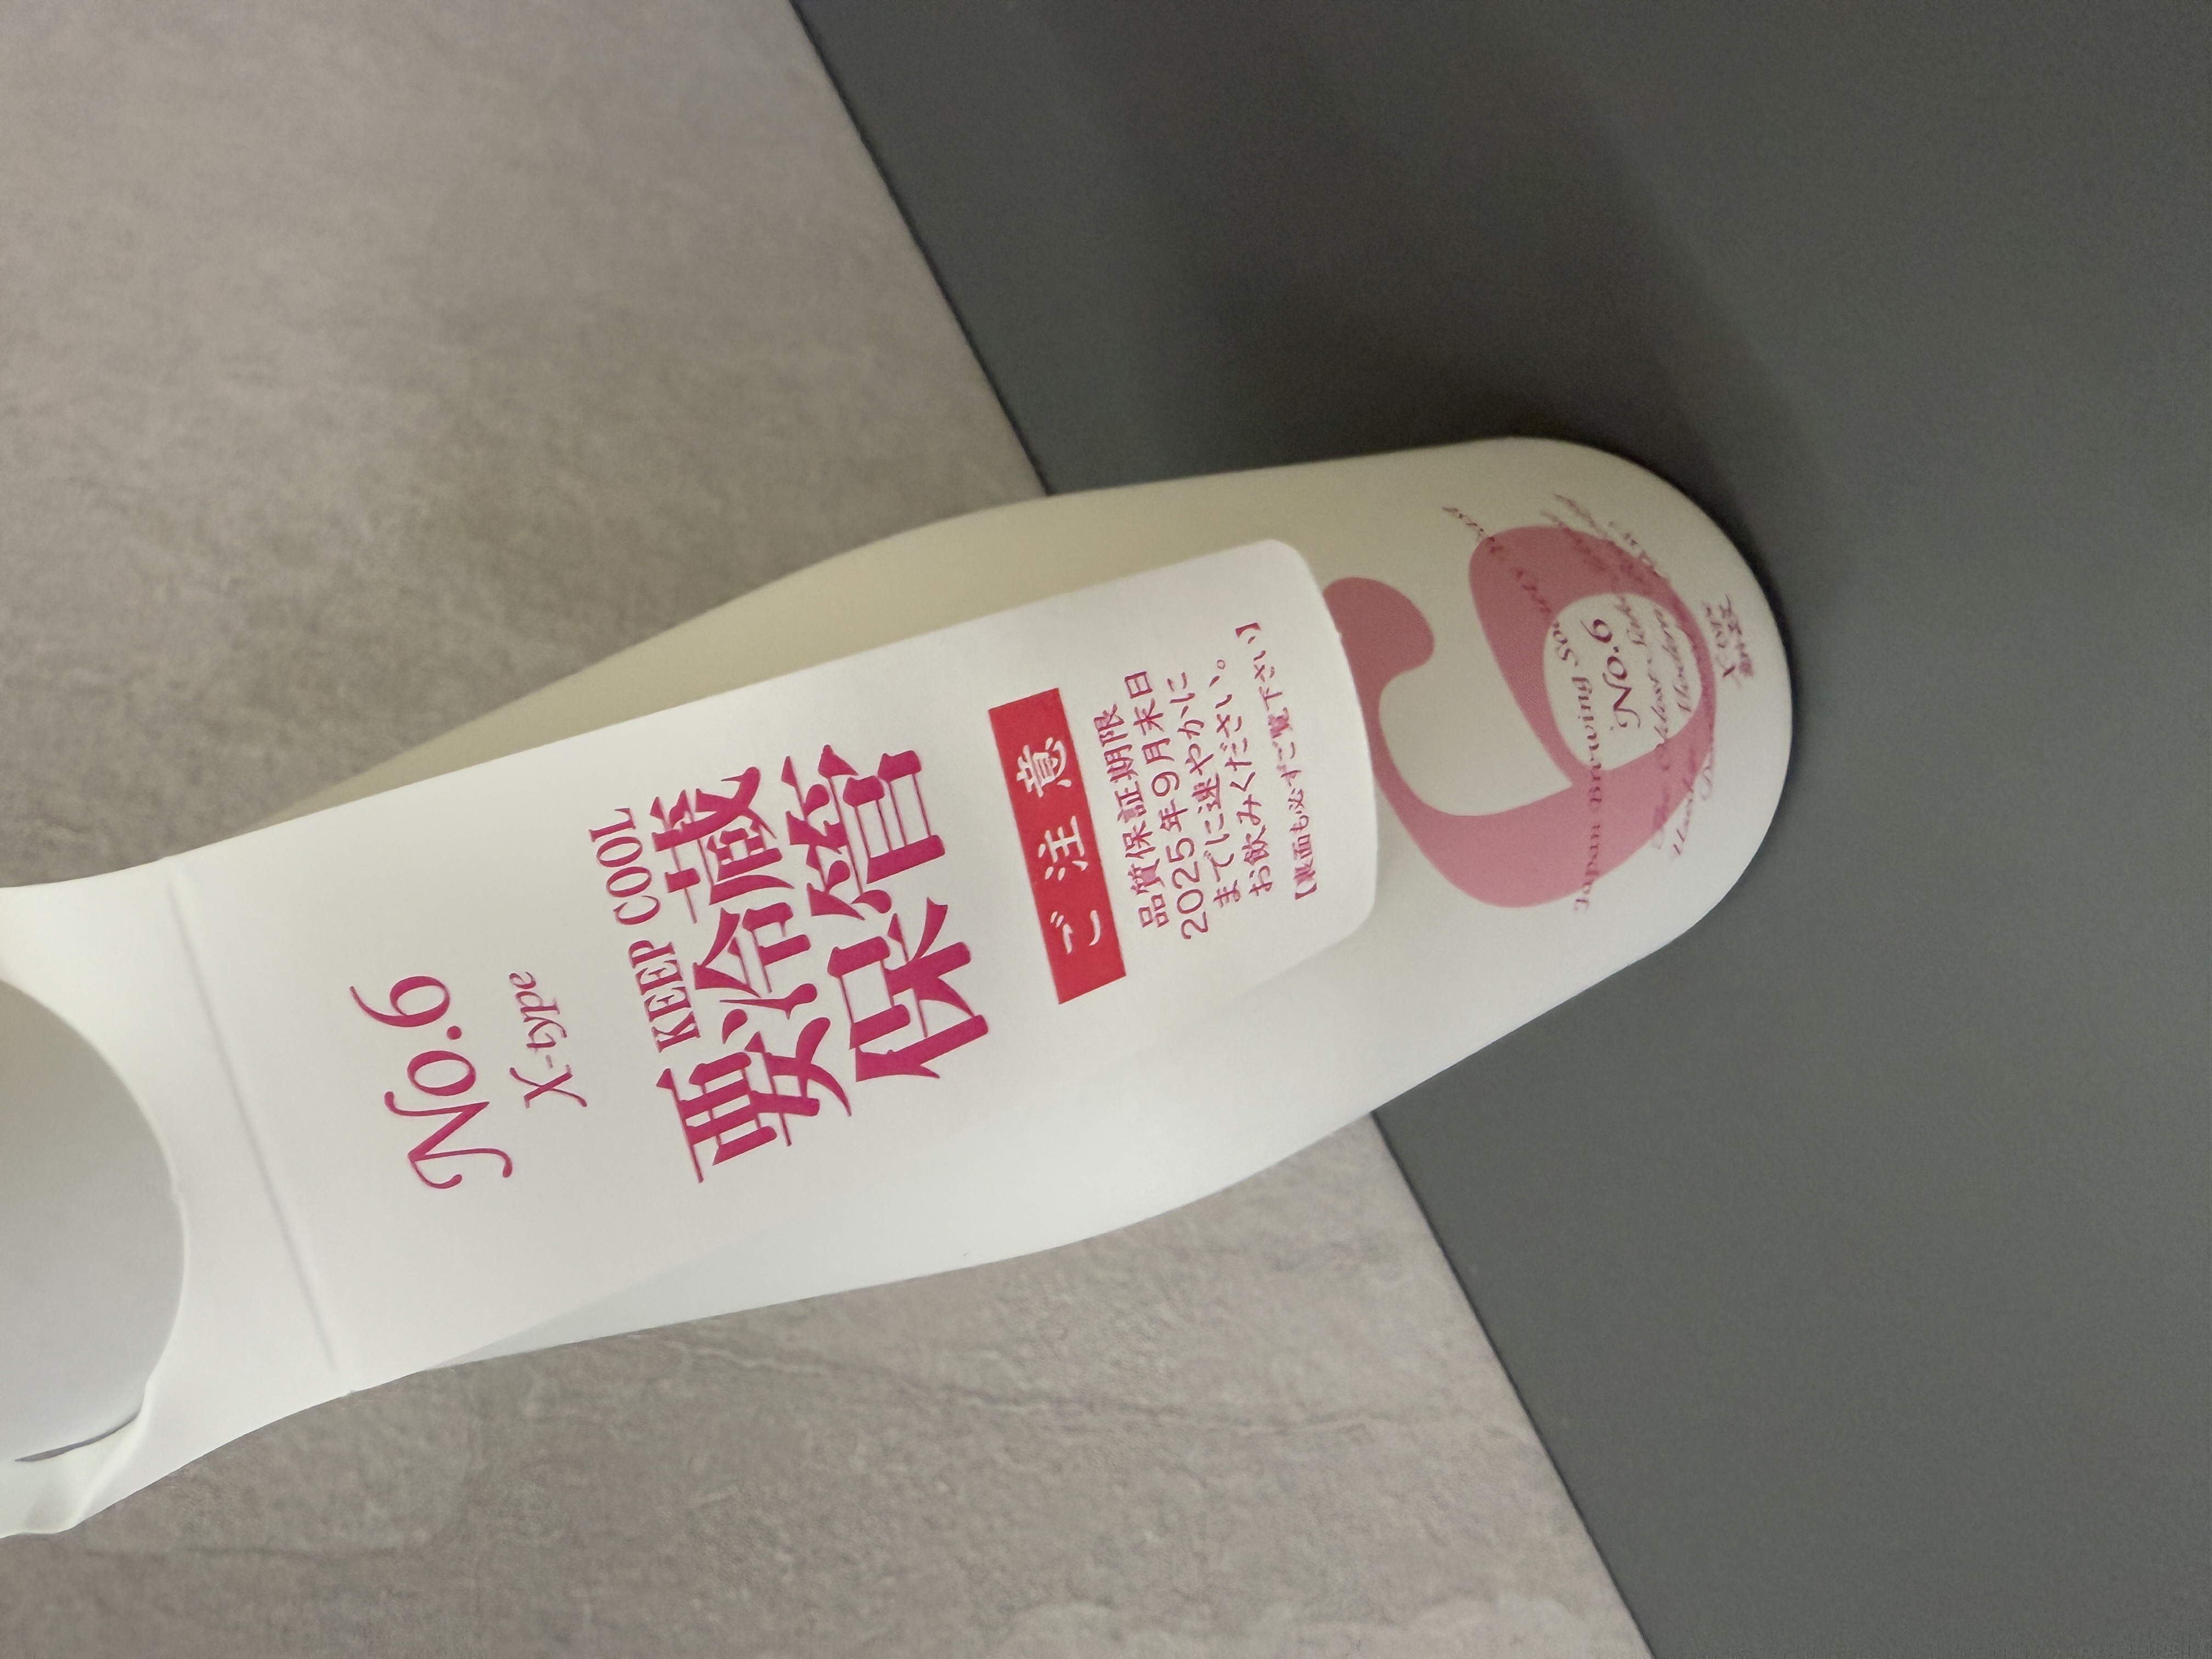 No.6
X-type
KEEP COOL
要冷蔵
保管
ご注意
品質保証期限
2025年9月末日
までに速やかに
お飲みください。
【裏面も必ずご覧下さい】
Japan Brewing Society
No.6